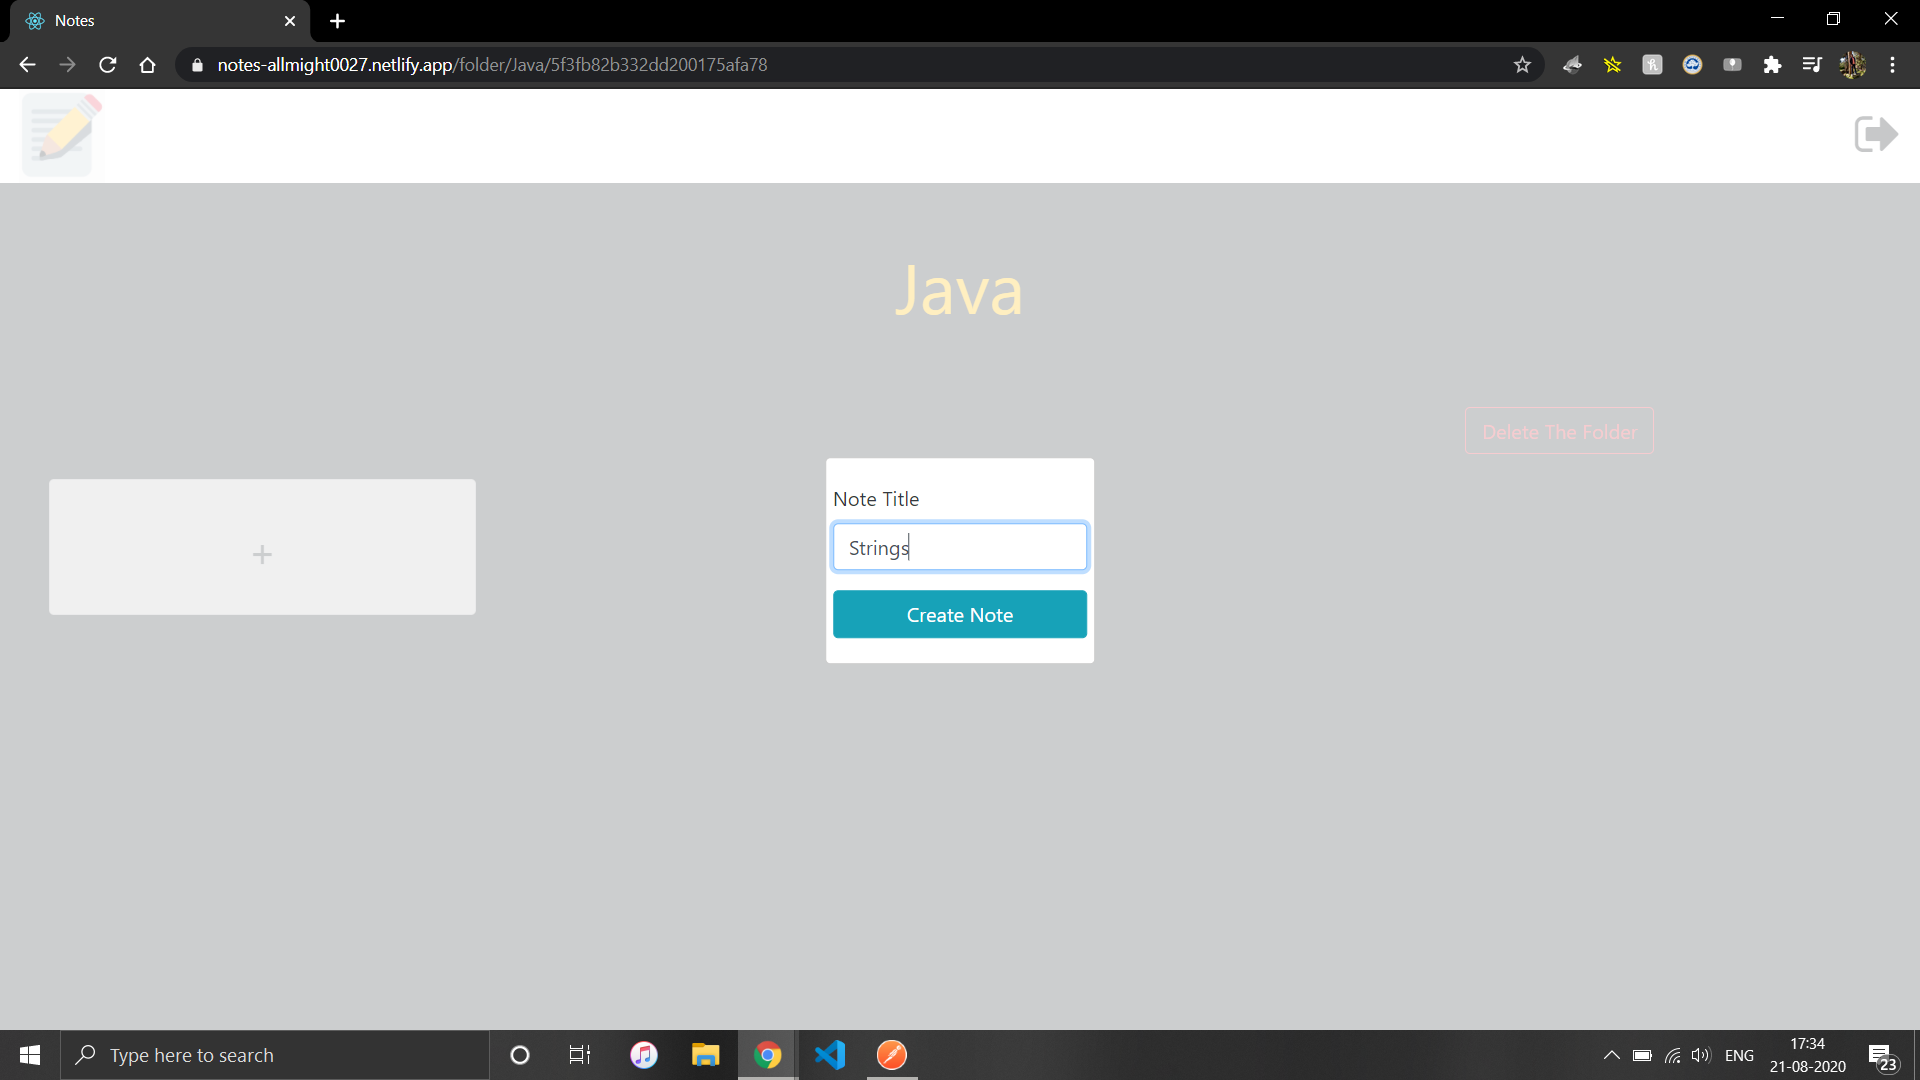 Notes
notes-allmight0027.netlify.app/folder/Java/5f3fb82b332dd200175afa78
Java
Delete The Folder
Note Title
Strings
+
Create Note
Type here to search
ENG
17:34
21-08-2020
23